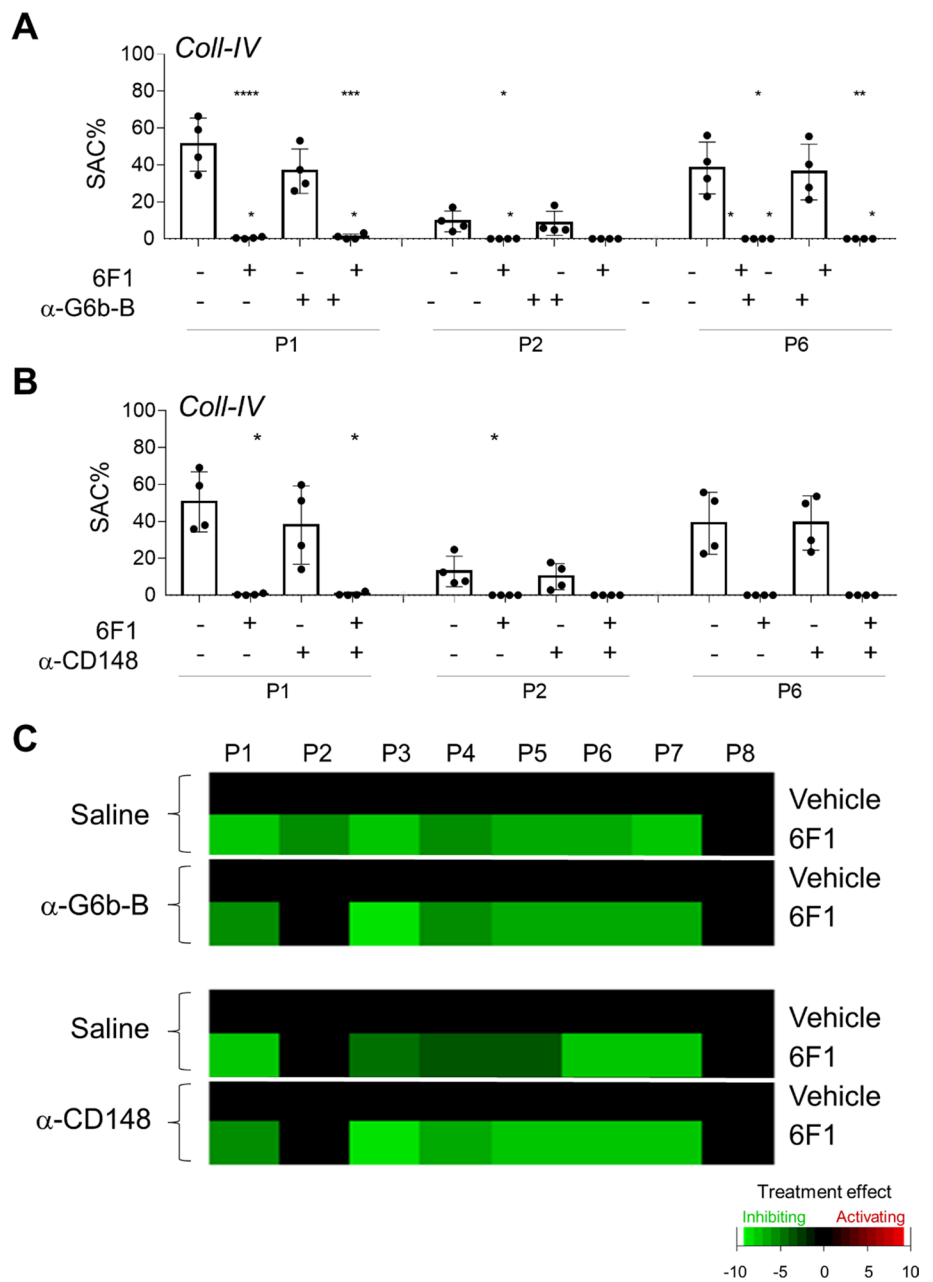 A
Coll-IV
100
80
60
40
20
0
SAC%
**** *** * * **
* * * * * *
6F1 - + - + - + - + - + - +
α-G6b-B - - + + - - + + - - + +
P1 P2 P6
B
Coll-IV
100
80
60
40
20
0
SAC%
* * *
6F1 - + - + - + - + - + - +
α-CD148 - - + + - - + + - - + +
P1 P2 P6
C
P1 P2 P3 P4 P5 P6 P7 P8
Saline
Vehicle
6F1
α-G6b-B
Vehicle
6F1
Saline
Vehicle
6F1
α-CD148
Vehicle
6F1
Treatment effect
Inhibiting Activating
-10 -5 0 5 10